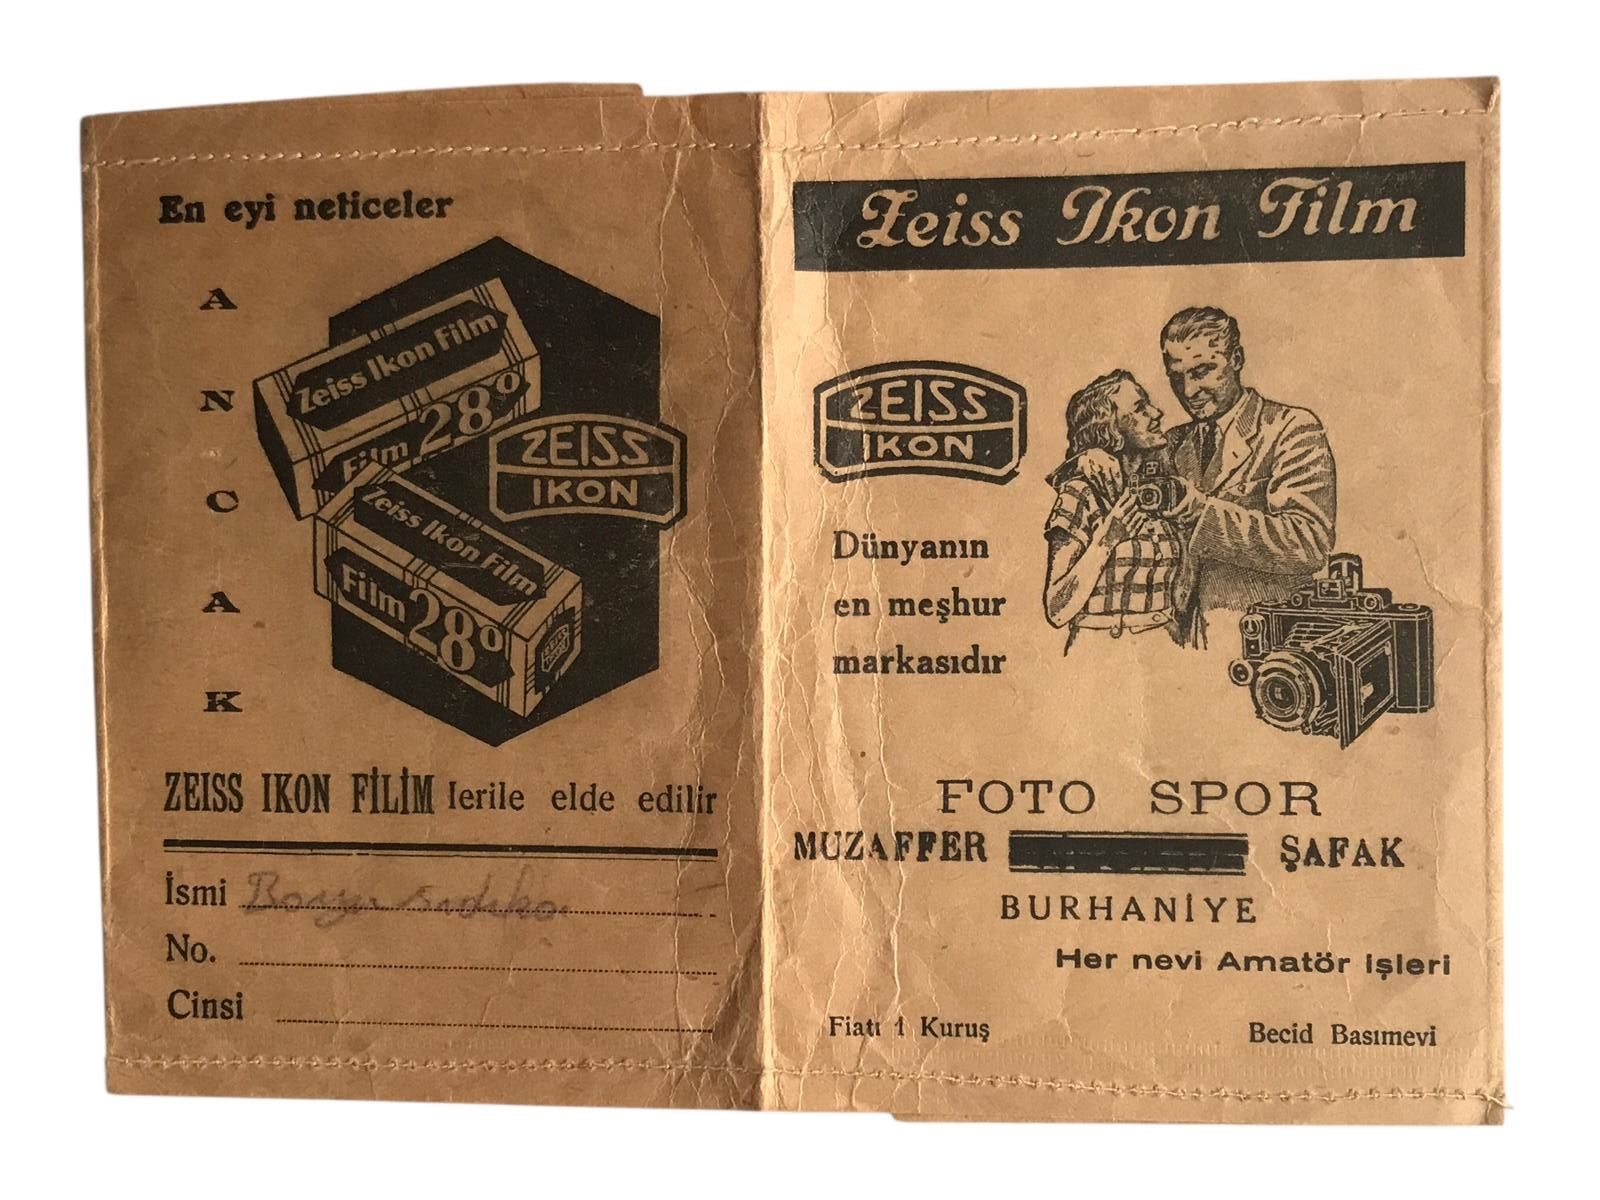 En eyi neticeler
A
N
C
A
K
Zeiss Ikon Film
Film 28°
ZEISS
IKON
Zeiss Ikon Film
Film 28°
ZEISS IKON FİLİM lerile elde edilir
İsmi
No.
Cinsi
Zeiss Ikon Film
ZEISS
IKON
Dünyanın
en meşhur
markasıdır
FOTO SPOR
MUZAFFER ŞAFAK
BURHANİYE
Her nevi Amatör işleri
Fiatı 1 Kuruş
Becid Basımevi